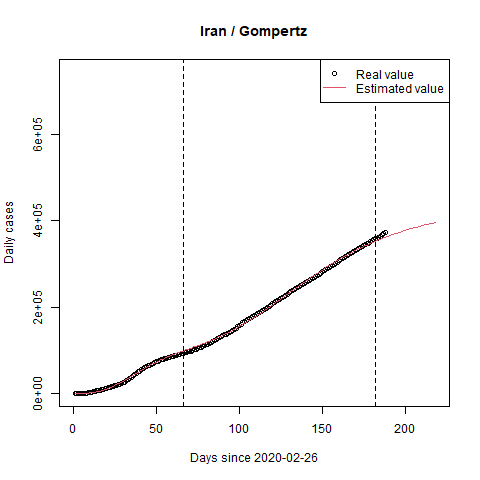 Iran / Gompertz
Real value
Estimated value
Daily cases
6e+05
4e+05
2e+05
0e+00
0 50 100 150 200
Days since 2020-02-26